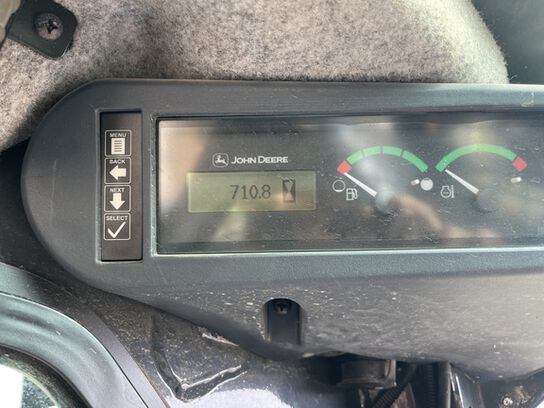 MENU
BACK
NEXT
SELECT
JOHN DEERE
710.8